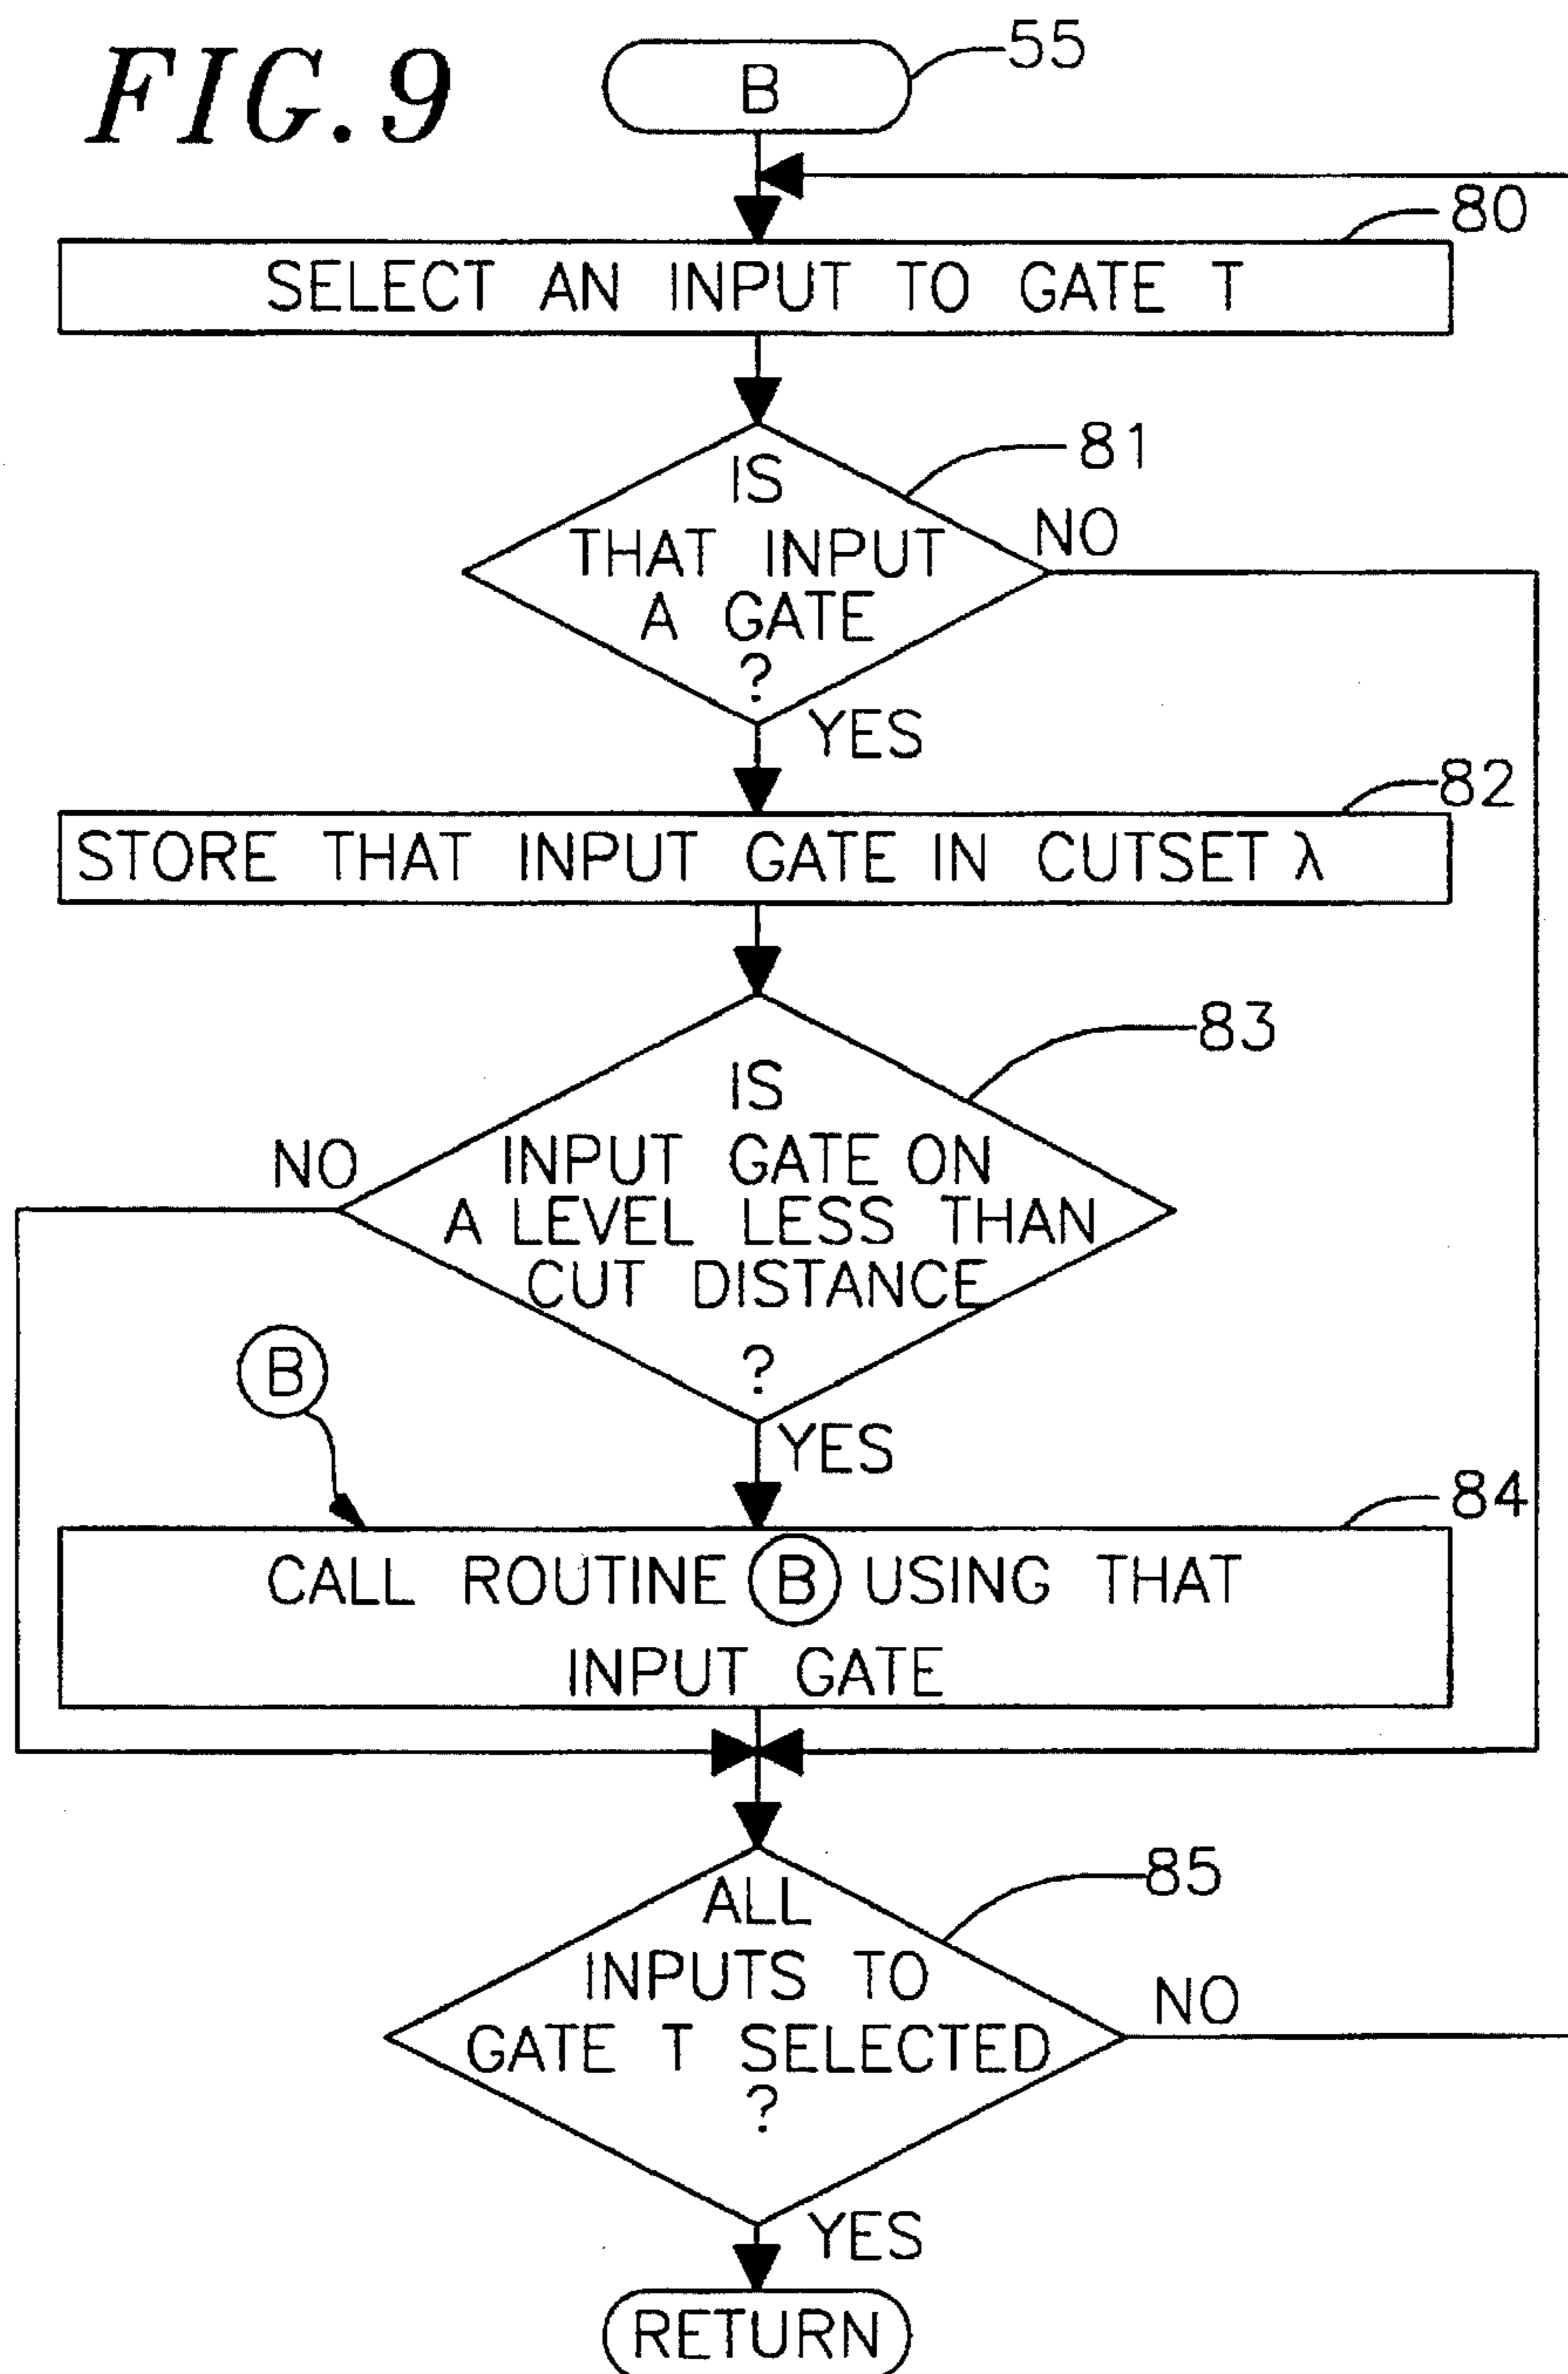 FIG.9
B
55
80
SELECT AN INPUT TO GATE T
81
IS
THAT INPUT
A GATE
?
NO
YES
82
STORE THAT INPUT GATE IN CUTSET λ
83
IS
INPUT GATE ON
A LEVEL LESS THAN
CUT DISTANCE
?
NO
YES
B
84
CALL ROUTINE B USING THAT
INPUT GATE
85
ALL
INPUTS TO
GATE T SELECTED
?
NO
YES
RETURN